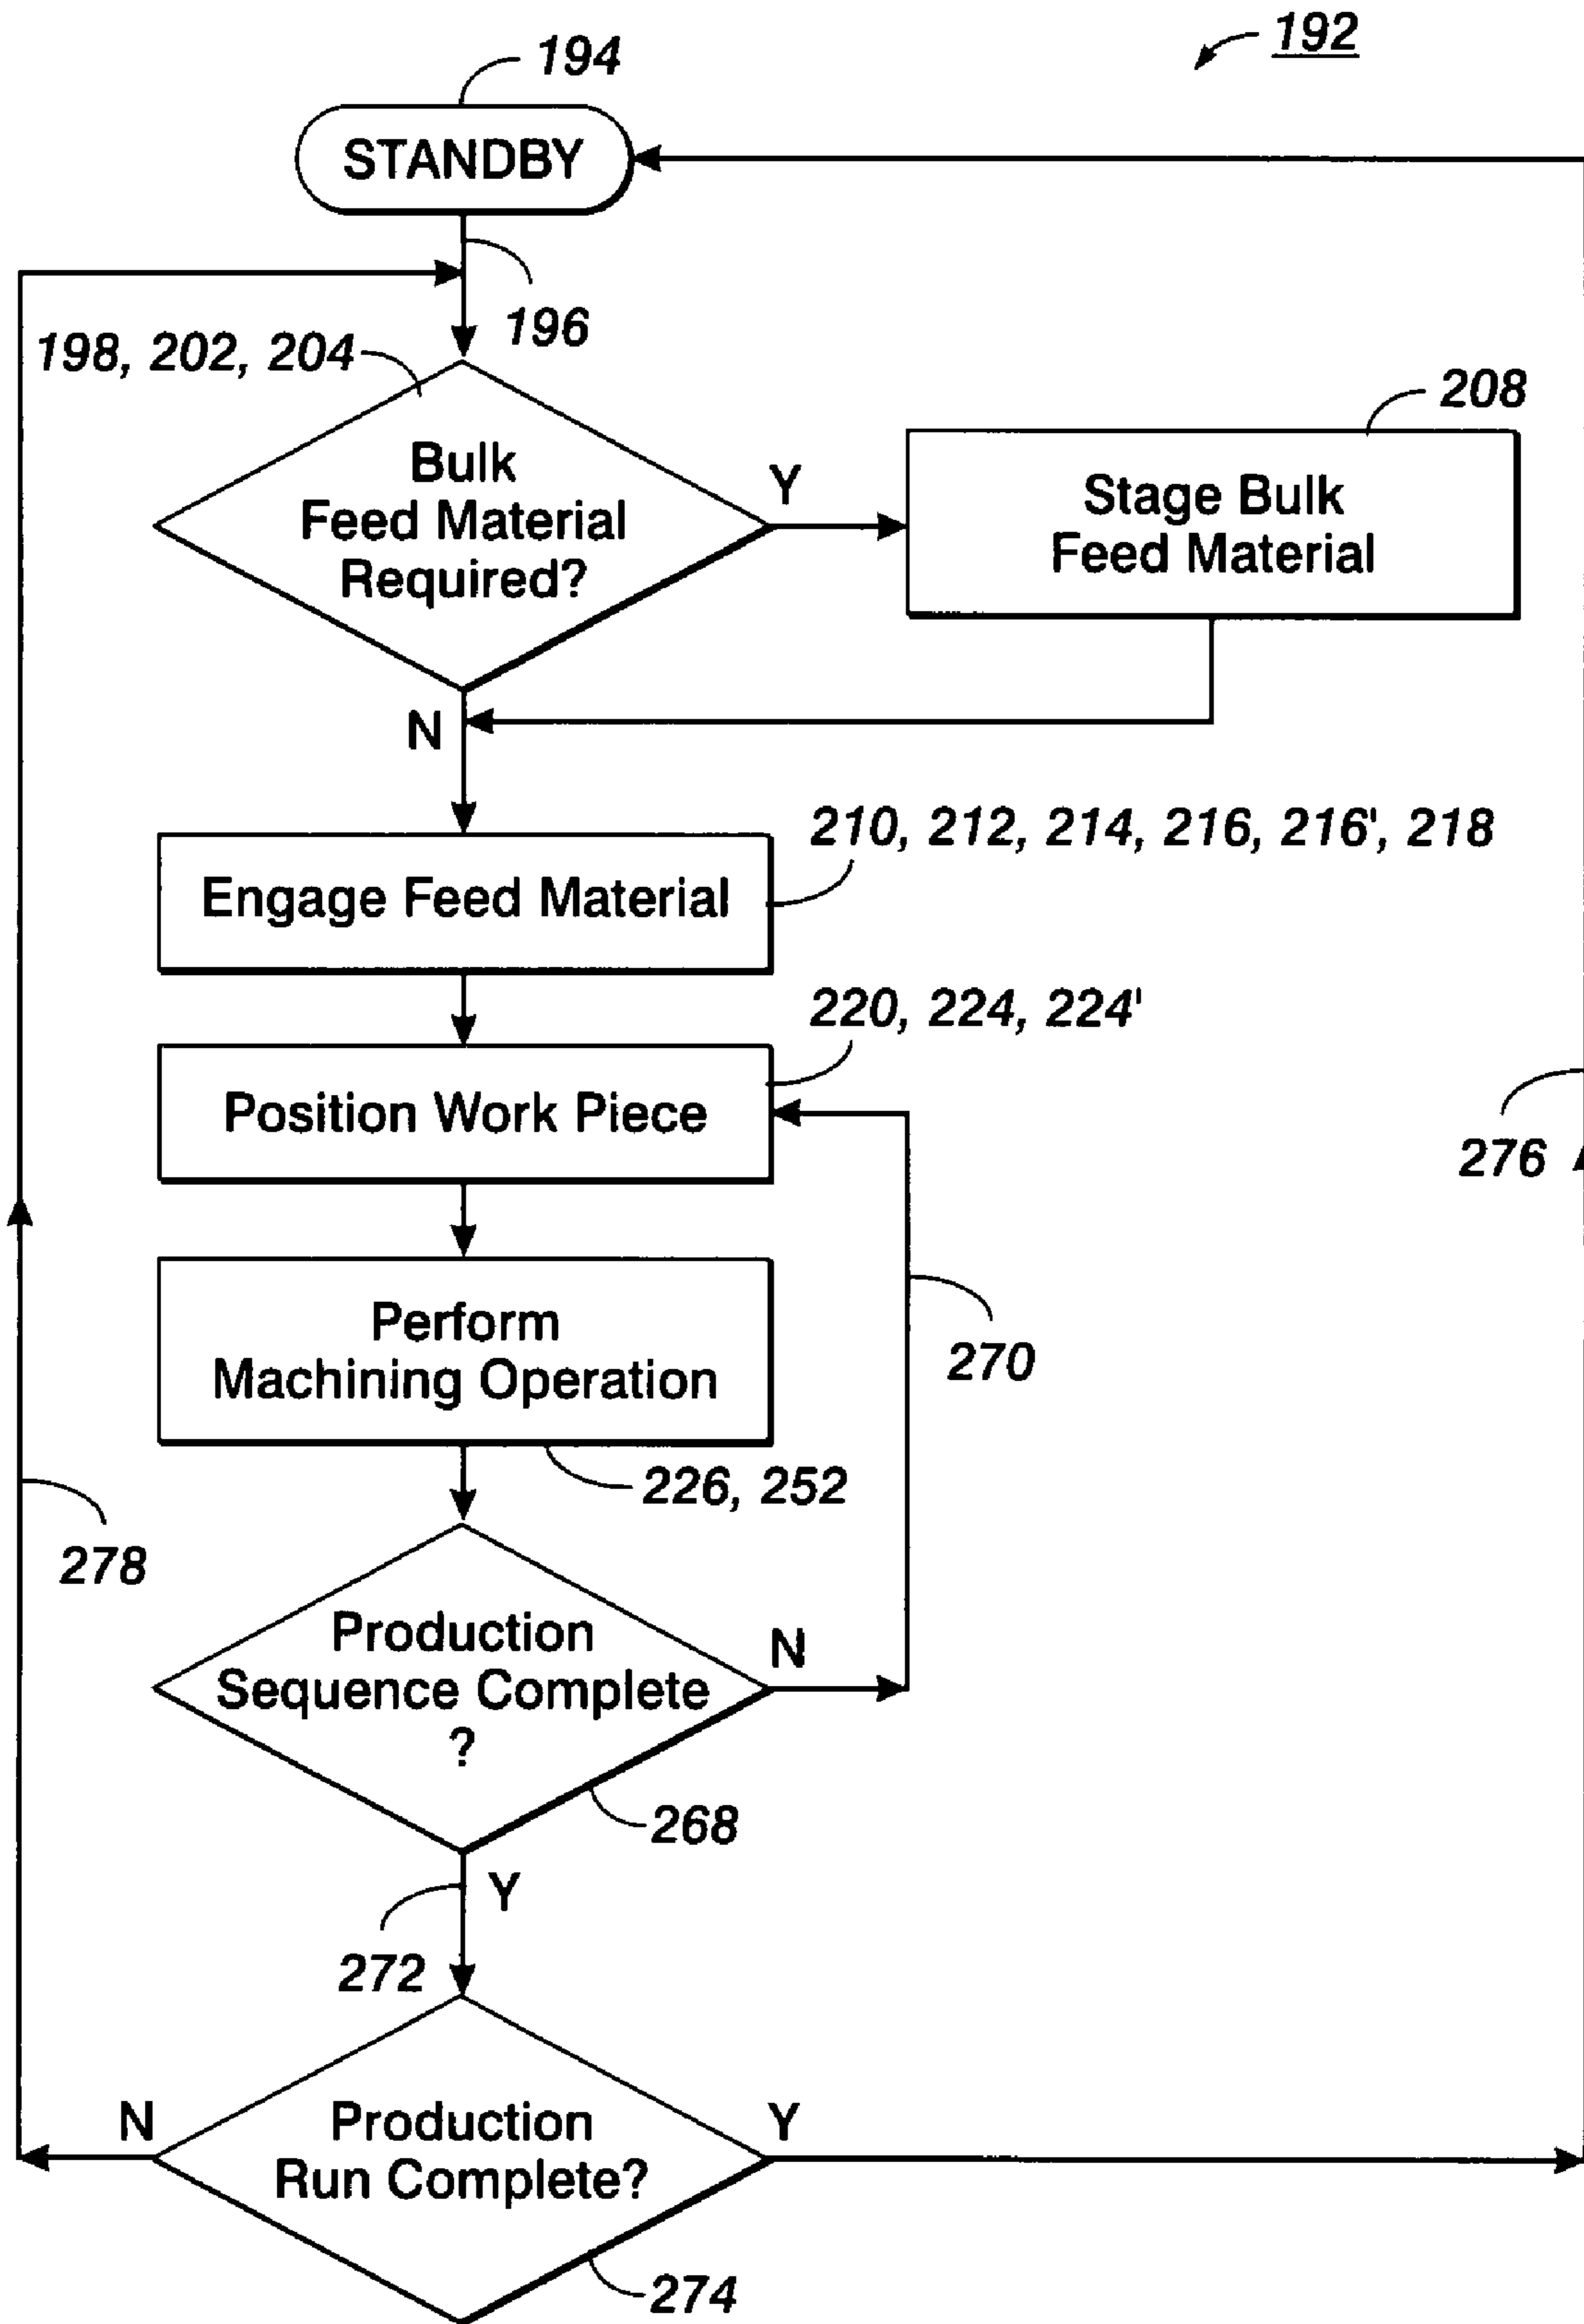 192
194
STANDBY
196
198, 202, 204
208
Bulk
Feed Material
Required?
Y
Stage Bulk
Feed Material
N
210, 212, 214, 216, 216', 218
Engage Feed Material
220, 224, 224'
Position Work Piece
276
Perform
Machining Operation
270
226, 252
278
Production
Sequence Complete
?
N
268
Y
272
N
Production
Run Complete?
Y
274